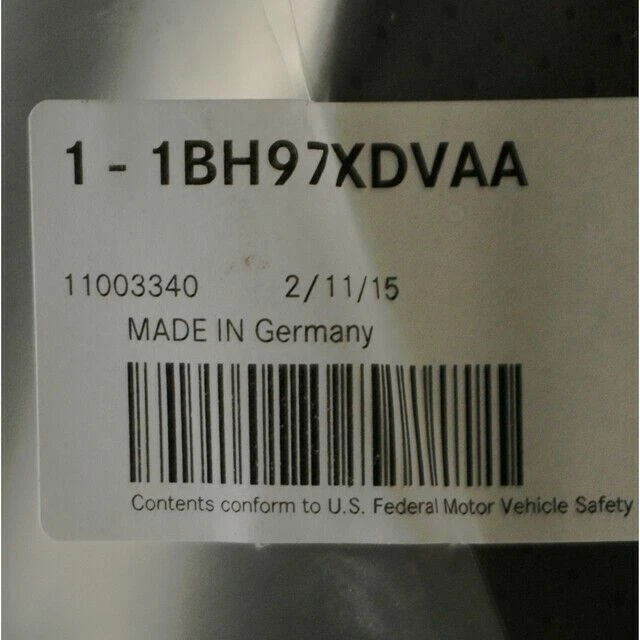 1 - 1BH97XDVAA
11003340 2/11/15
MADE IN Germany
Contents conform to U.S. Federal Motor Vehicle Safety